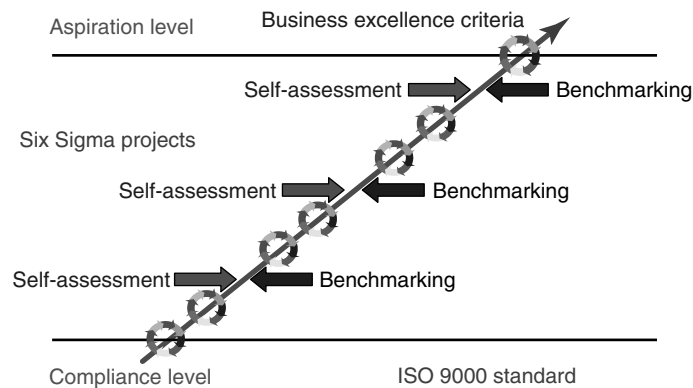 Aspiration level
Business excellence criteria
Self-assessment
Benchmarking
Six Sigma projects
Self-assessment
Benchmarking
Self-assessment
Benchmarking
Compliance level
ISO 9000 standard